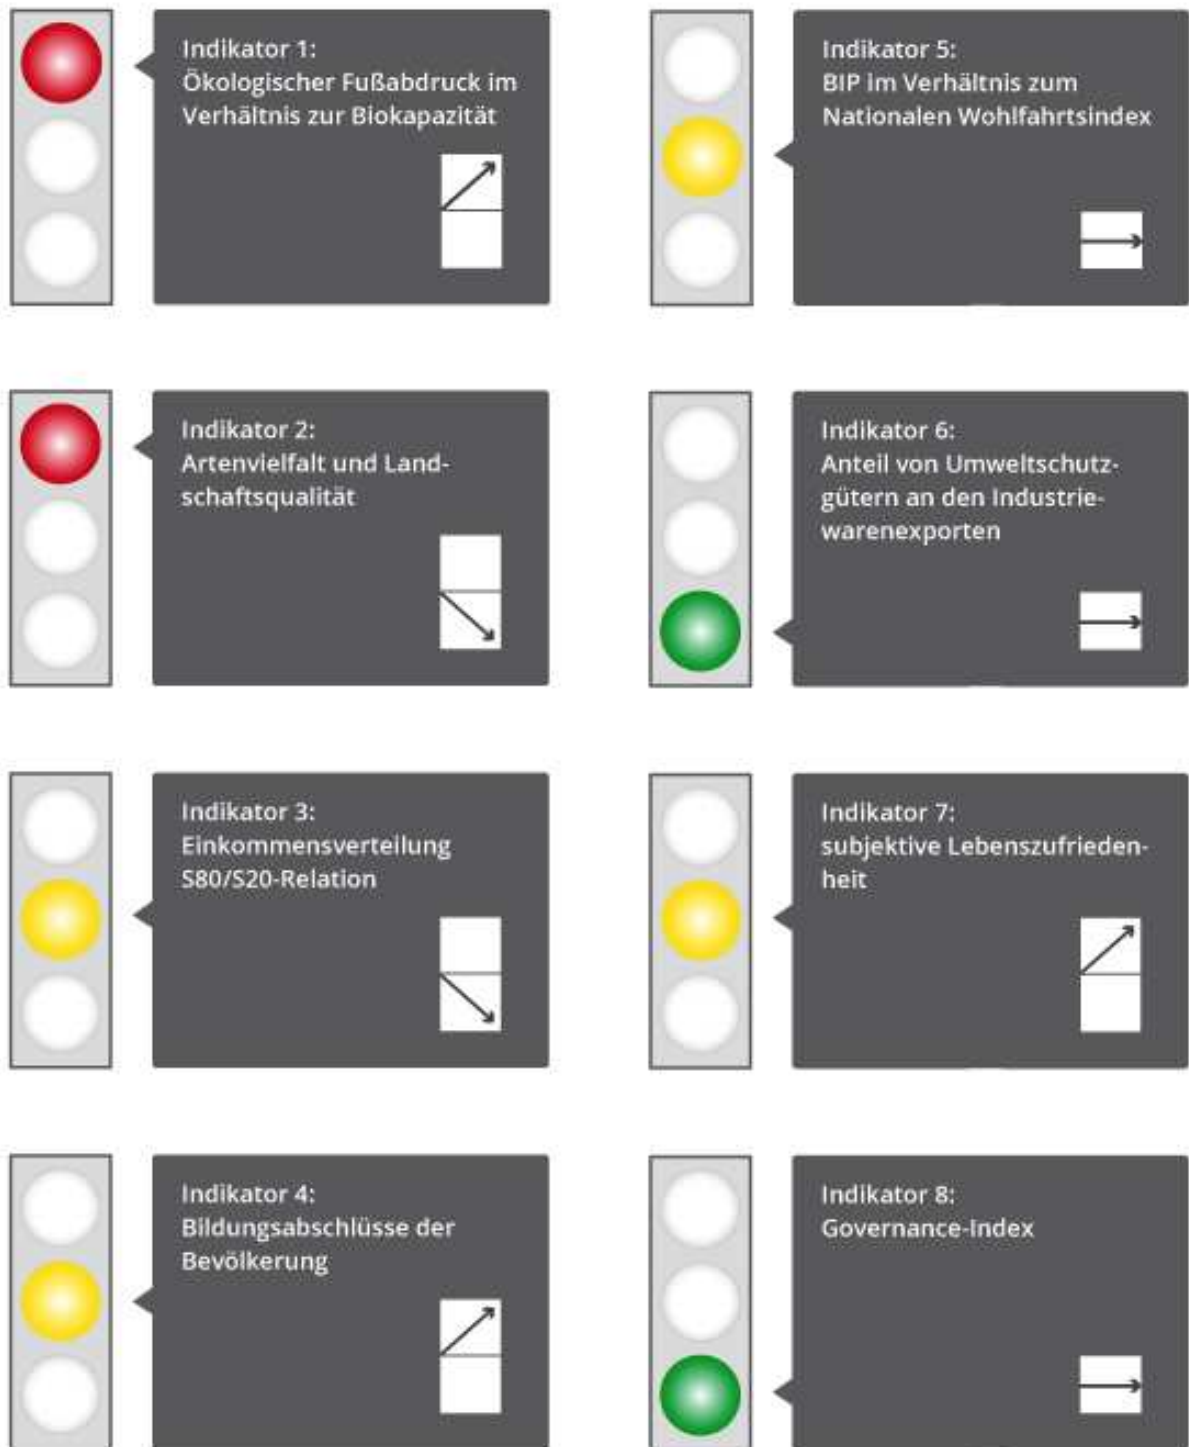 Indikator 1:
Ökologischer Fußabdruck im
Verhältnis zur Biokapazität
Indikator 2:
Artenvielfalt und Land-
schaftsqualität
Indikator 3:
Einkommensverteilung
S80/S20-Relation
Indikator 4:
Bildungsabschlüsse der
Bevölkerung
Indikator 5:
BIP im Verhältnis zum
Nationalen Wohlfahrtsindex
Indikator 6:
Anteil von Umweltschutz-
gütern an den Industrie-
warenexporten
Indikator 7:
subjektive Lebenszufrieden-
heit
Indikator 8:
Governance-Index